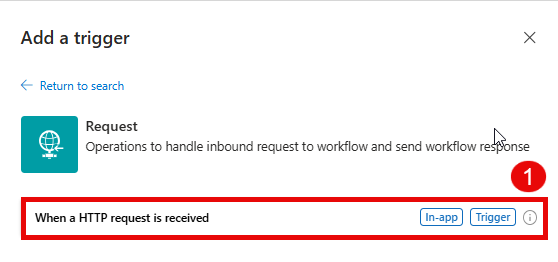 Add a trigger
Return to search
Request
Operations to handle inbound request to workflow and send workflow response
1
When a HTTP request is received In-app Trigger